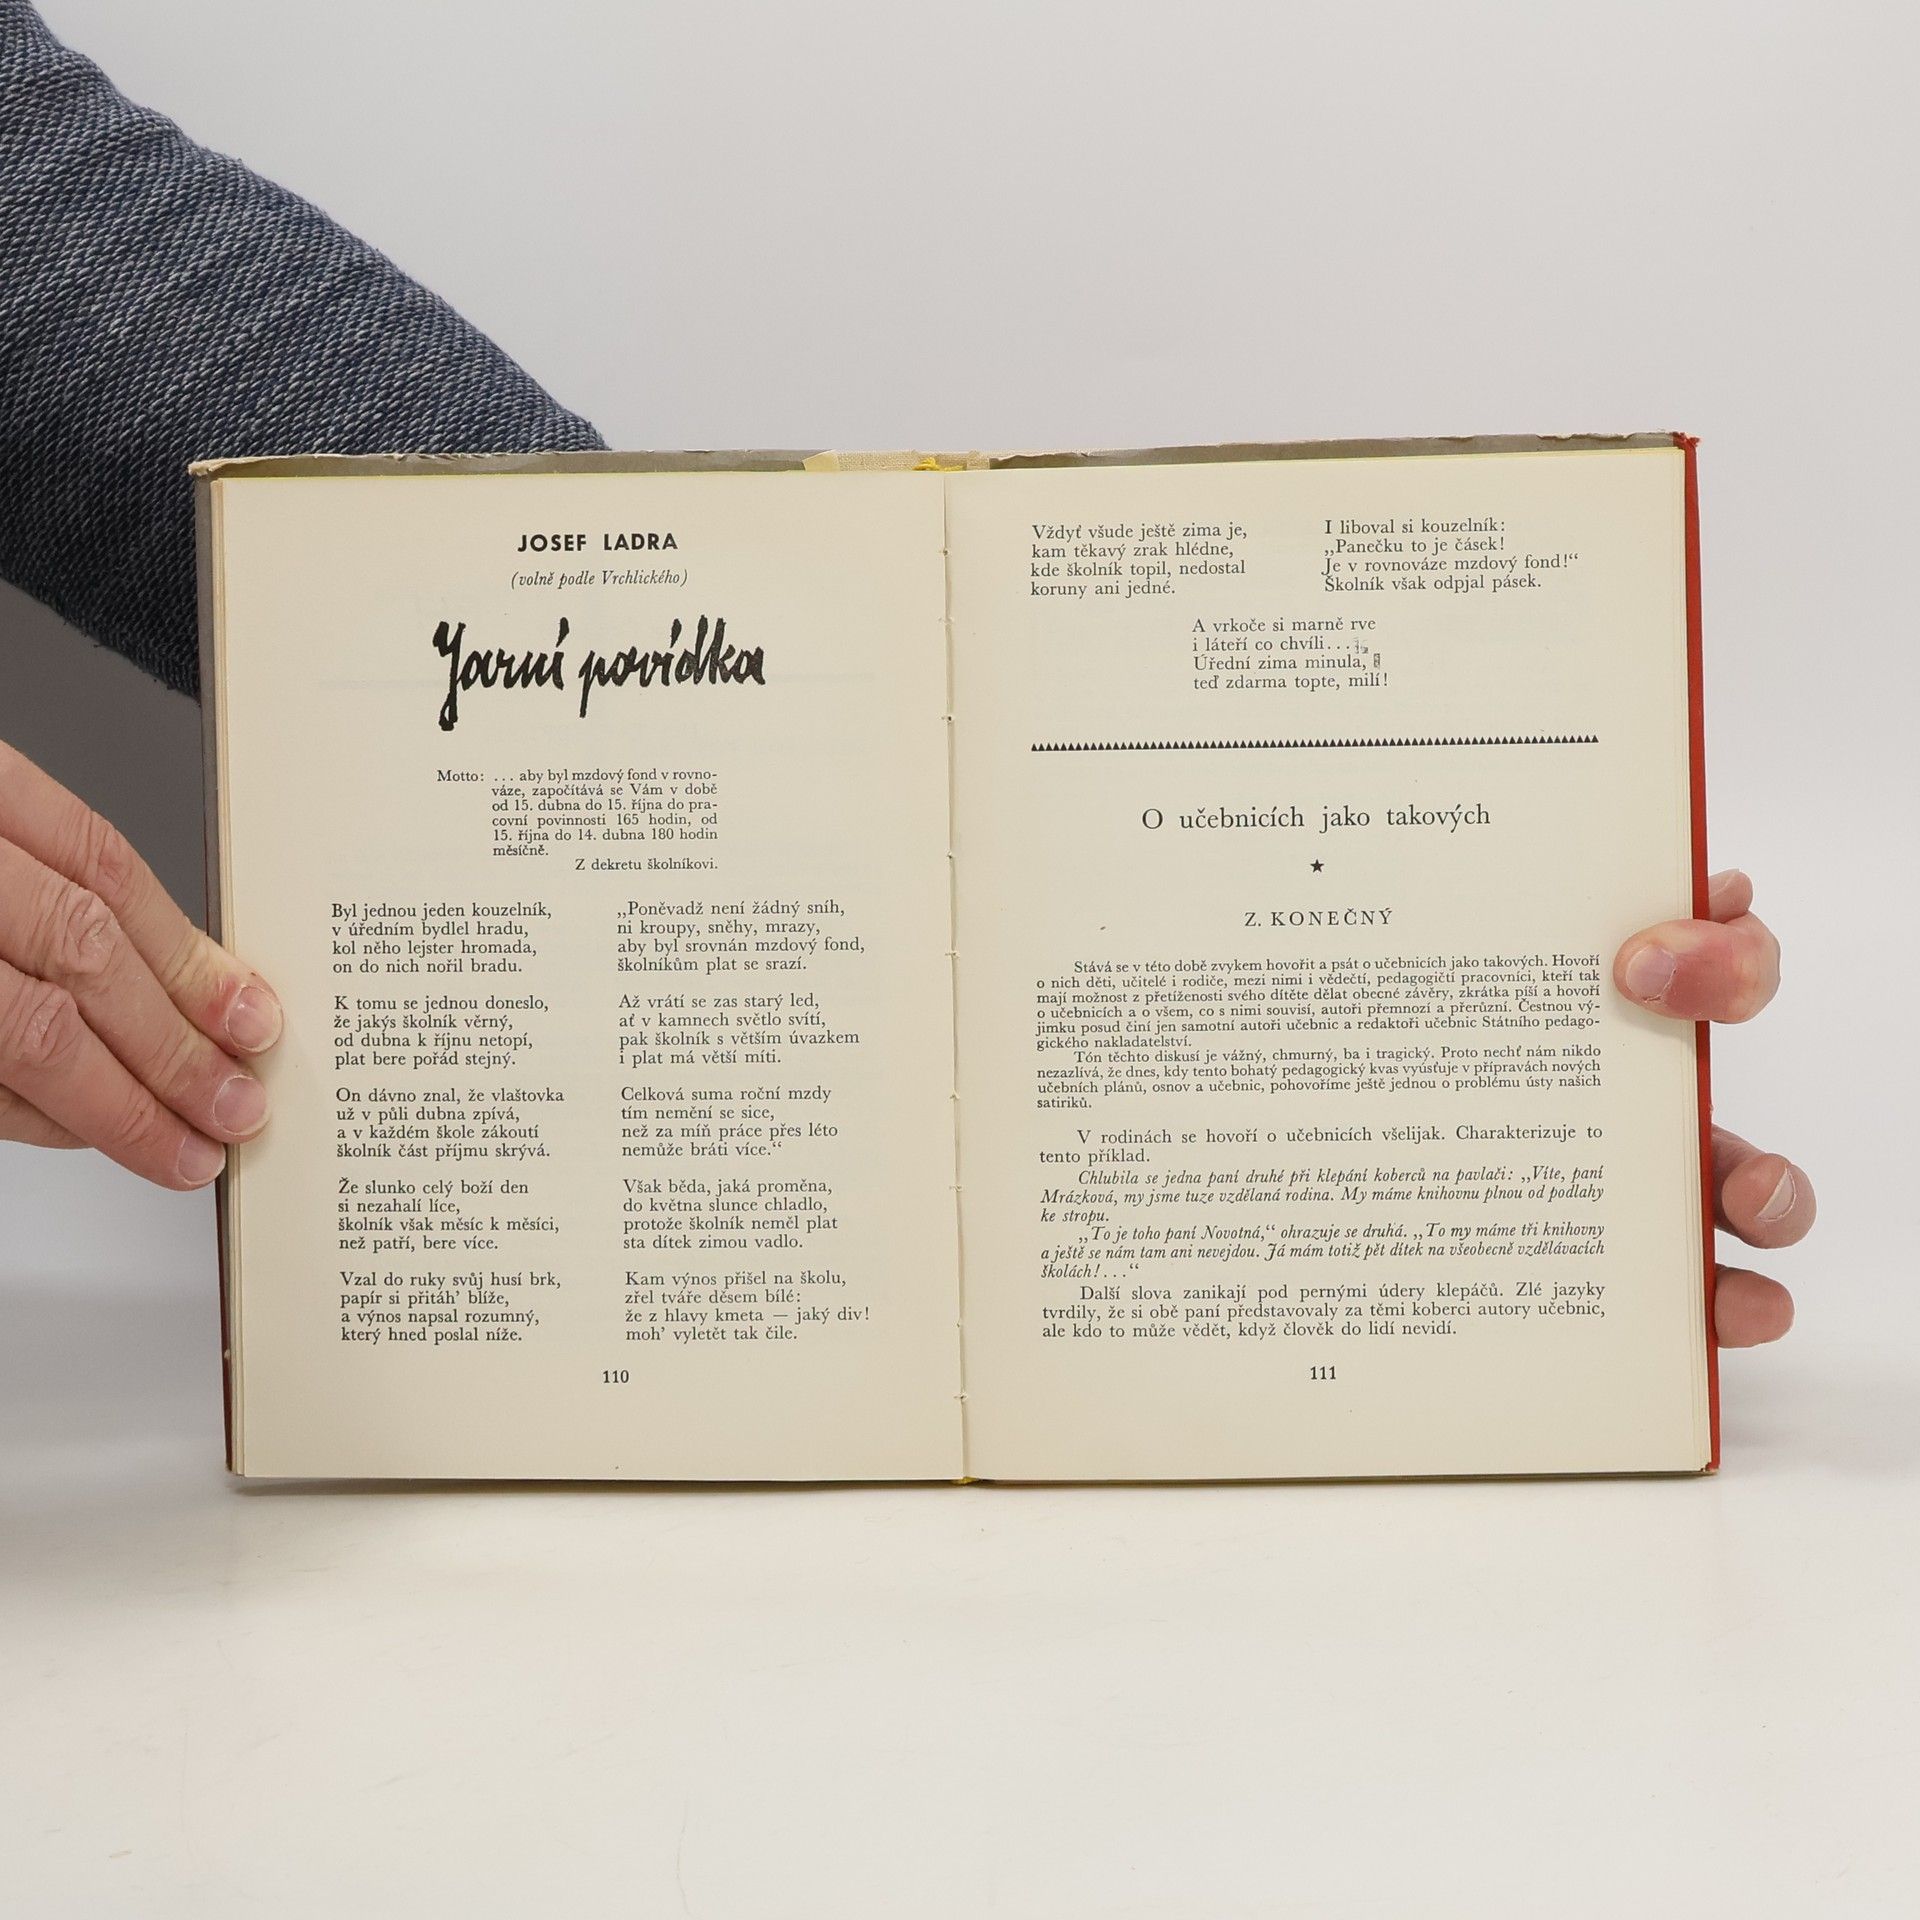 JOSEF LADRA
(volně podle Vrchlického)
Jarní povídka
Motto: ... aby byl mzdový fond v rovno-
váze, započítává se Vám v době
od 15. dubna do 15. října do pra-
covní povinnosti 165 hodin, od
15. října do 14. dubna 180 hodin
měsíčně.
Z dekretu školníkovi.
Byl jednou jeden kouzelník,
v úředním bydlel hradu,
kol něho lejster hromada,
on do nich nořil bradu.
K tomu se jednou doneslo,
že jakýs školník věrný,
od dubna k říjnu netopí,
plat bere pořád stejný.
On dávno znal, že vlaštovka
už v půli dubna zpívá,
a v každém škole zákoutí
školník část příjmu skrývá.
Že slunko celý boží den
si nezahalí líce,
školník však měsíc k měsíci,
než patří, bere více.
Vzal do ruky svůj husí brk,
papír si přitáh' blíže,
a výnos napsal rozumný,
který hned poslal níže.
„Poněvadž není žádný sníh,
ni kroupy, sněhy, mrazy,
aby byl srovnán mzdový fond,
školníkům plat se srazí.
Až vrátí se zas starý led,
ať v kamnech světlo svítí,
pak školník s větším úvazkem
i plat má větší míti.
Celková suma roční mzdy
tím nemění se sice,
než za míň práce přes léto
nemůže bráti více.“
Však běda, jaká proměna,
do května slunce chladlo,
protože školník neměl plat
sta dítek zimou vadlo.
Kam výnos přišel na školu,
zřel tváře děsem bílé:
že z hlavy kmeta — jaký div!
moh' vyletět tak čile.
110
Vždyť všude ještě zima je,
kam těkavý zrak hlédne,
kde školník topil, nedostal
koruny ani jedné.
I liboval si kouzelník:
„Panečku to je čásek!
Je v rovnováze mzdový fond!“
Školník však odpjal pásek.
A vrkoče si marně rve
i láteří co chvíli...
Úřední zima minula,
teď zdarma topte, milí!
O učebnicích jako takových
★
Z. KONEČNÝ
Stává se v této době zvykem hovořit a psát o učebnicích jako takových. Hovoří
o nich děti, učitelé i rodiče, mezi nimi i vědečtí, pedagogičtí pracovníci, kteří tak
mají možnost z přetíženosti svého dítěte dělat obecné závěry, zkrátka píší a hovoří
o učebnicích a o všem, co s nimi souvisí, autoři přemnozí a přerůzní. Čestnou vý-
jimku posud činí jen samotní autoři učebnic a redaktoři učebnic Státního pedago-
gického nakladatelství.
Tón těchto diskusí je vážný, chmurný, ba i tragický. Proto nechť nám nikdo
nezazlívá, že dnes, kdy tento bohatý pedagogický kvas vyúsťuje v přípravách nových
učebních plánů, osnov a učebnic, pohovoříme ještě jednou o problému ústy našich
satiriků.
V rodinách se hovoří o učebnicích všelijak. Charakterizuje to
tento příklad.
Chlubila se jedna paní druhé při klepání koberců na pavlači: „Víte, paní
Mrázková, my jsme tuze vzdělaná rodina. My máme knihovnu plnou od podlahy
ke stropu.
„To je toho paní Novotná,“ ohrazuje se druhá. „To my máme tři knihovny
a ještě se nám tam ani nevejdou. Já mám totiž pět dítek na všeobecně vzdělávacích
školách!...“
Další slova zanikají pod pernými údery klepáčů. Zlé jazyky
tvrdily, že si obě paní představovaly za těmi koberci autory učebnic,
ale kdo to může vědět, když člověk do lidí nevidí.
111